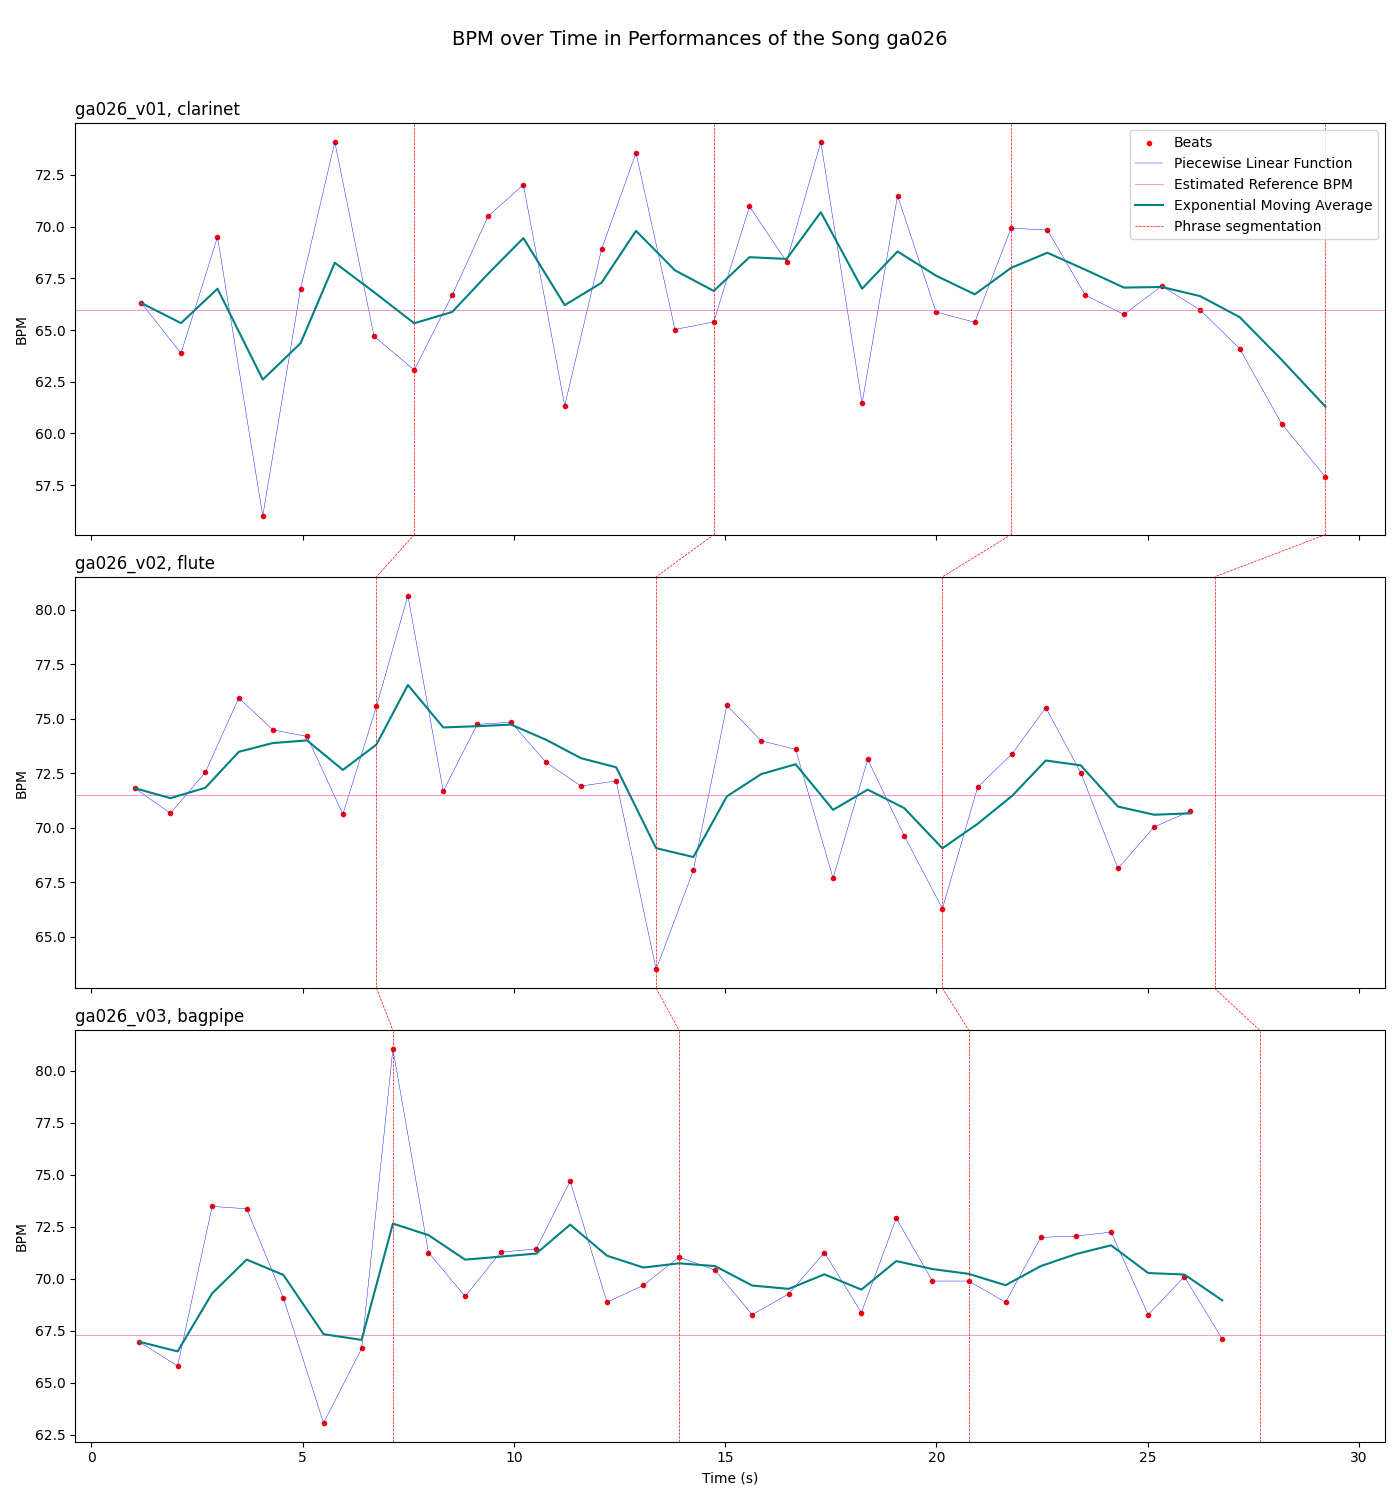 BPM over Time in Performances of the Song ga026
ga026_v01, clarinet
Beats
Piecewise Linear Function
Estimated Reference BPM
Exponential Moving Average
Phrase segmentation
72.5
70.0
67.5
65.0
62.5
60.0
57.5
BPM
ga026_v02, flute
80.0
77.5
75.0
72.5
70.0
67.5
65.0
BPM
ga026_v03, bagpipe
80.0
77.5
75.0
72.5
70.0
67.5
65.0
62.5
BPM
0 5 10 15 20 25 30
Time (s)